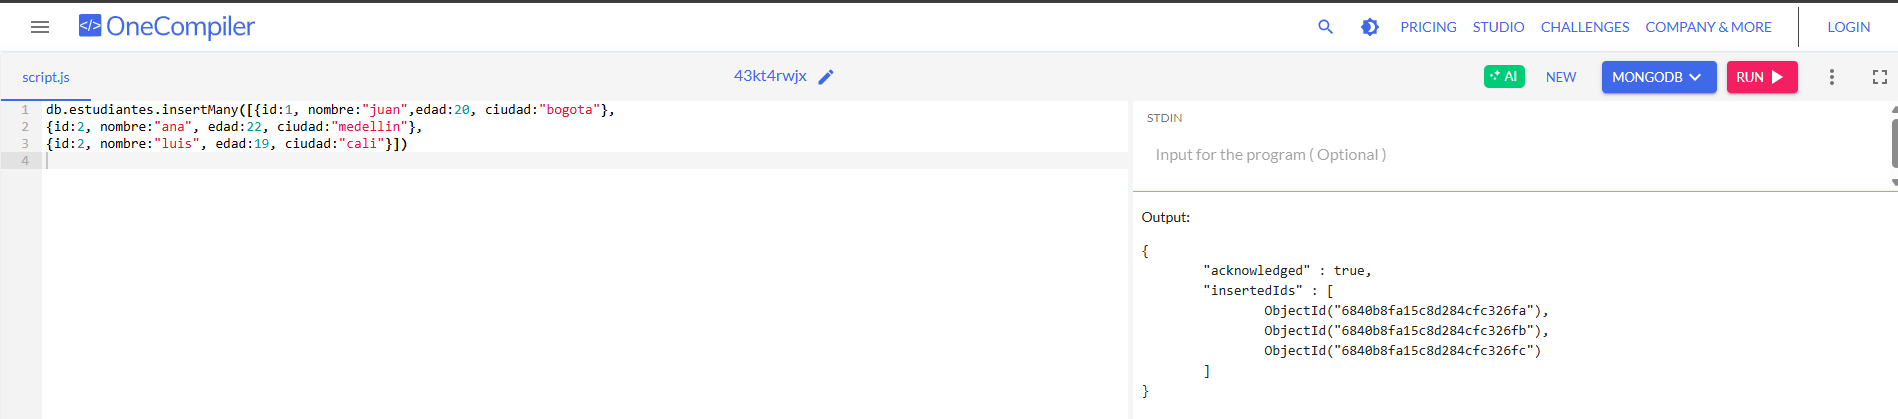 </> OneCompiler
PRICING STUDIO CHALLENGES COMPANY & MORE LOGIN
script.js
43kt4rwjx
AI NEW MONGODB RUN
1 db.estudiantes.insertMany([{id:1, nombre:"juan",edad:20, ciudad:"bogota"},
2 {id:2, nombre:"ana", edad:22, ciudad:"medellin"},
3 {id:2, nombre:"luis", edad:19, ciudad:"cali"}])
4
STDIN
Input for the program ( Optional )
Output:
{
"acknowledged" : true,
"insertedIds" : [
ObjectId("6840b8fa15c8d284cfc326fa"),
ObjectId("6840b8fa15c8d284cfc326fb"),
ObjectId("6840b8fa15c8d284cfc326fc")
]
}